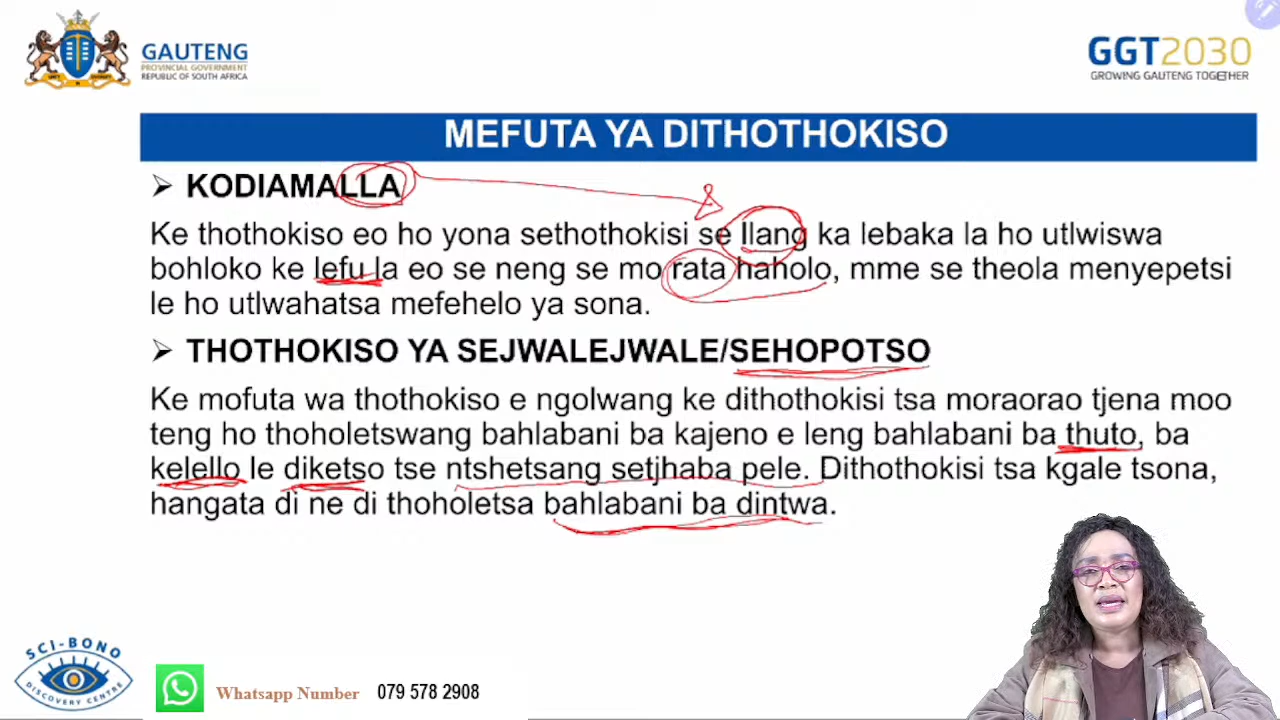 GAUTENG
PROVINCIAL GOVERNMENT
REPUBLIC OF SOUTH AFRICA
GGT2030
GROWING GAUTENG TOGETHER
MEFUTA YA DITHOTHOKISO
➢ KODIAMALLA
Ke thothokiso eo ho yona sethothokisi se llang ka lebaka la ho utlwiswa
bohloko ke lefu la eo se neng se mo rata haholo, mme se theola menyepetsi
le ho utlwahatsa mefehelo ya sona.
➢ THOTHOKISO YA SEJWALEJWALE/SEHOPOTSO
Ke mofuta wa thothokiso e ngolwang ke dithothokisi tsa moraorao tjena moo
teng ho thoholetswang bahlabani ba kajeno e leng bahlabani ba thuto, ba
kelello le diketso tse ntshetsang setjhaba pele. Dithothokisi tsa kgale tsona,
hangata di ne di thoholetsa bahlabani ba dintwa.
SCI-BONO
DISCOVERY CENTRE
Whatsapp Number 079 578 2908